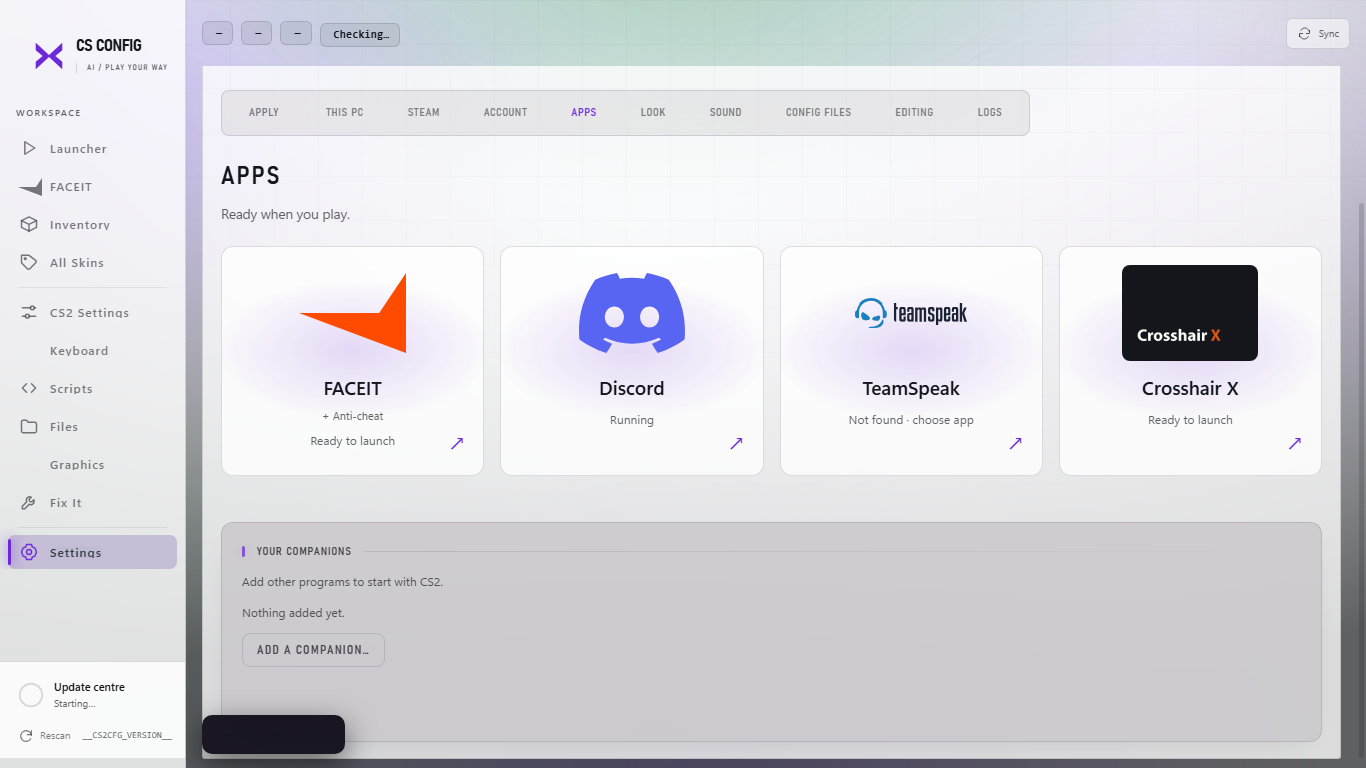 CS CONFIG
AI / PLAY YOUR WAY
WORKSPACE
Launcher
FACEIT
Inventory
All Skins
CS2 Settings
Keyboard
Scripts
Files
Graphics
Fix It
Settings
Update centre
Starting…
Rescan __CS2CFG_VERSION__
– – – Checking… Sync
APPLY THIS PC STEAM ACCOUNT APPS LOOK SOUND CONFIG FILES EDITING LOGS
APPS
Ready when you play.
FACEIT
+ Anti-cheat
Ready to launch
Discord
Running
teamspeak
TeamSpeak
Not found · choose app
Crosshair X
Crosshair X
Ready to launch
YOUR COMPANIONS
Add other programs to start with CS2.
Nothing added yet.
ADD A COMPANION…